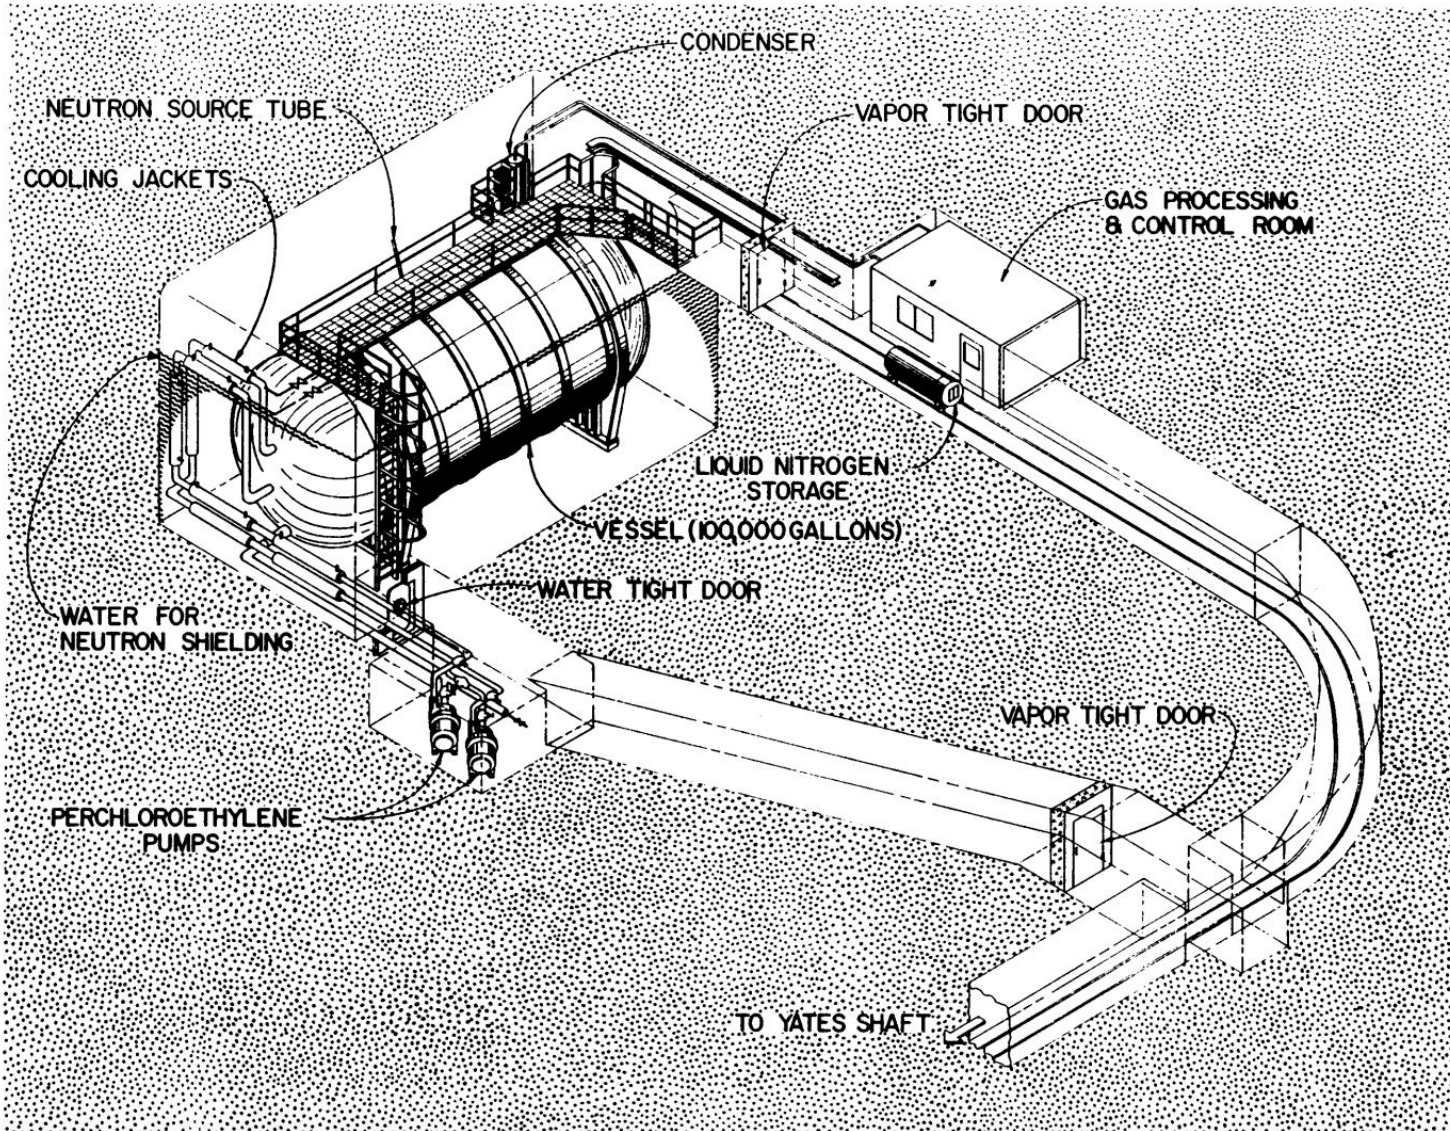 CONDENSER
NEUTRON SOURCE TUBE
VAPOR TIGHT DOOR
COOLING JACKETS
GAS PROCESSING
& CONTROL ROOM
LIQUID NITROGEN
STORAGE
VESSEL (100,000 GALLONS)
WATER TIGHT DOOR
WATER FOR
NEUTRON SHIELDING
VAPOR TIGHT DOOR
PERCHLOROETHYLENE
PUMPS
TO YATES SHAFT